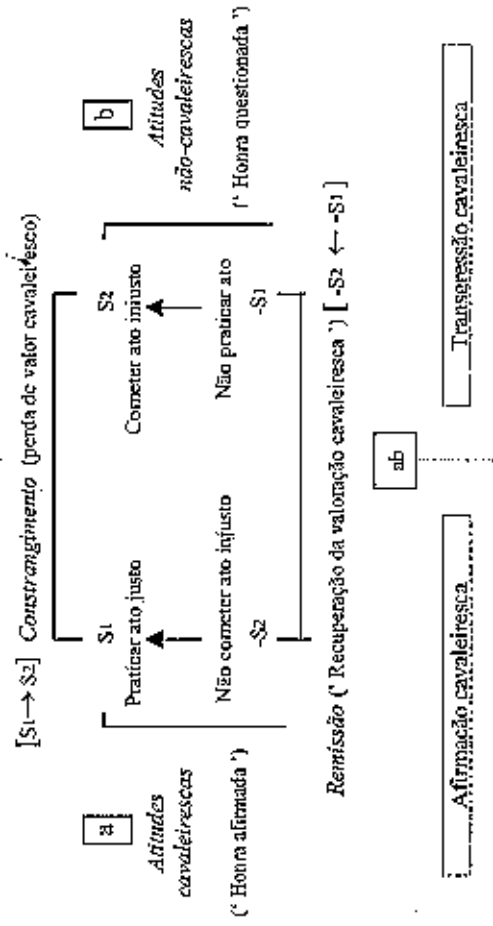 [S1→ S2] Constrangimento (perda de valor cavaleiresco)
a
Atitudes
cavaleirescas
(‘ Honra afirmada ’)
S1
Praticar ato justo
Não cometer ato injusto
-S2
S2
Cometer ato injusto
Não praticar ato
-S1
b
Atitudes
não-cavaleirescas
(‘ Honra questionada ’)
Remissão (‘ Recuperação da valoração cavaleiresca ’) [ -S2 ← -S1 ]
ab
Afirmação cavaleiresca
Transgressão cavaleiresca